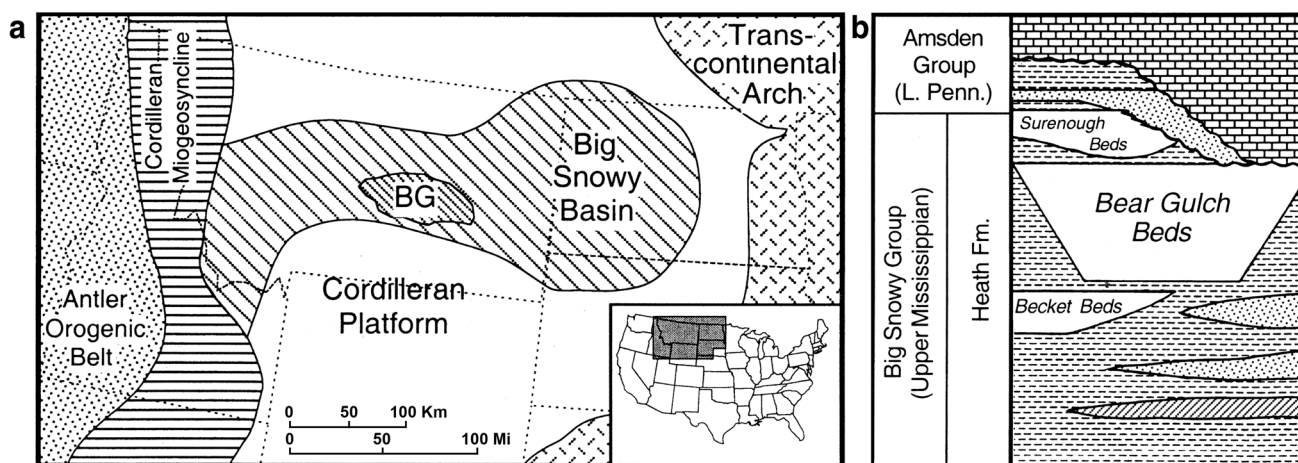 a
Cordilleran
Miogeosyncline
Trans-
continental
Arch
Big
Snowy
Basin
BG
Antler
Orogenic
Belt
Cordilleran
Platform
0 50 100 Km
0 50 100 Mi
b
Amsden
Group
(L. Penn.)
Big Snowy Group
(Upper Mississippian)
Heath Fm.
Surenough
Beds
Bear Gulch
Beds
Becket Beds